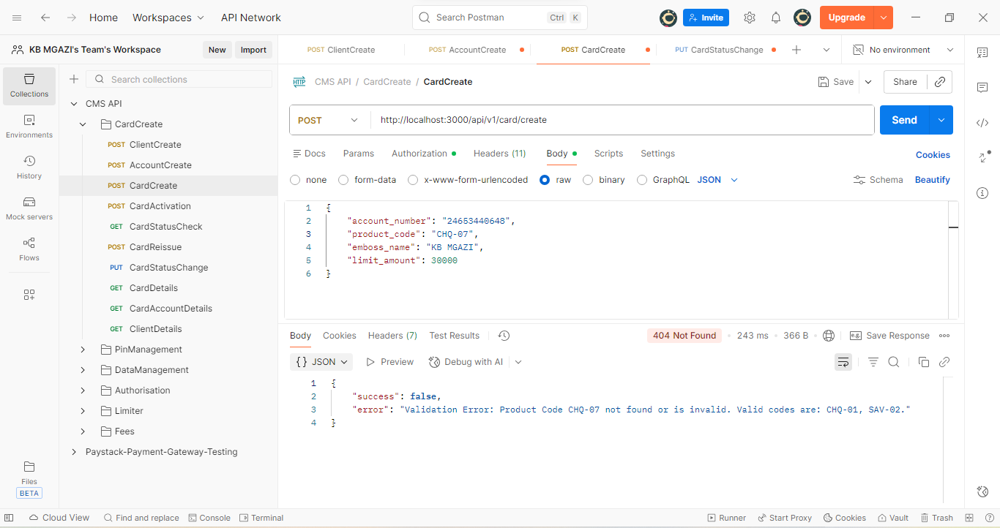 Home Workspaces API Network Search Postman Ctrl K Invite Upgrade
KB MGAZI's Team's Workspace New Import
POST ClientCreate POST AccountCreate POST CardCreate PUT CardStatusChange No environment
Collections
Environments
History
Mock servers
Flows
Files
BETA
Search collections
CMS API
CardCreate
POST ClientCreate
POST AccountCreate
POST CardCreate
POST CardActivation
GET CardStatusCheck
POST CardReissue
PUT CardStatusChange
GET CardDetails
GET CardAccountDetails
GET ClientDetails
PinManagement
DataManagement
Authorisation
Limiter
Fees
Paystack-Payment-Gateway-Testing
HTTP CMS API / CardCreate / CardCreate Save Share
POST http://localhost:3000/api/v1/card/create Send
Docs Params Authorization Headers (11) Body Scripts Settings Cookies
none form-data x-www-form-urlencoded raw binary GraphQL JSON Schema Beautify
1 {
2 "account_number": "24653440648",
3 "product_code": "CHQ-07",
4 "emboss_name": "KB MGAZI",
5 "limit_amount": 30000
6 }
Body Cookies Headers (7) Test Results 404 Not Found • 243 ms • 366 B • e.g. Save Response
{} JSON Preview Debug with AI
1 {
2 "success": false,
3 "error": "Validation Error: Product Code CHQ-07 not found or is invalid. Valid codes are: CHQ-01, SAV-02."
4 }
Cloud View Find and replace Console Terminal Runner Start Proxy Cookies Vault Trash